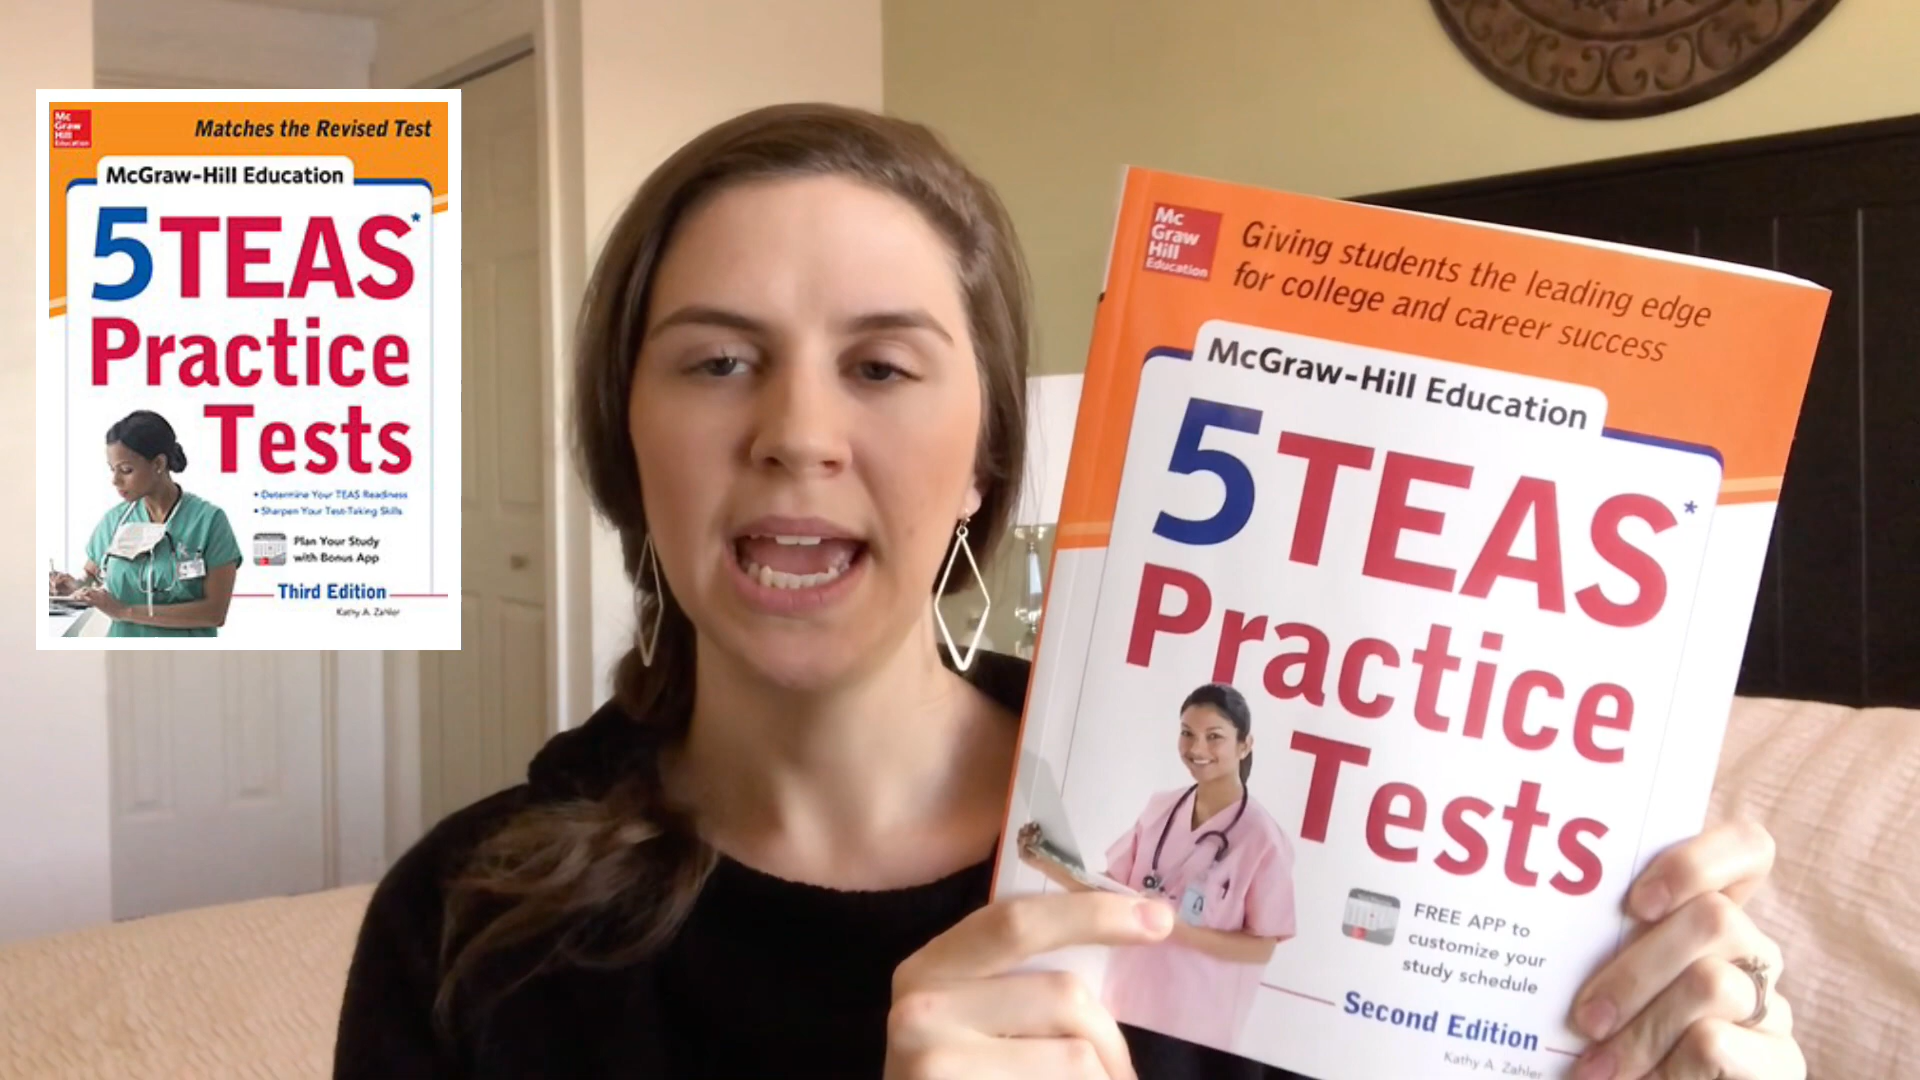 Mc
Graw
Hill
Education
Matches the Revised Test
McGraw-Hill Education
5 TEAS*
Practice
Tests
• Determine Your TEAS Readiness
• Sharpen Your Test-Taking Skills
Plan Your Study
with Bonus App
Third Edition
Kathy A. Zahler
Mc
Graw
Hill
Education
Giving students the leading edge
for college and career success
McGraw-Hill Education
5 TEAS*
Practice
Tests
FREE APP to
customize your
study schedule
Second Edition
Kathy A. Zahler